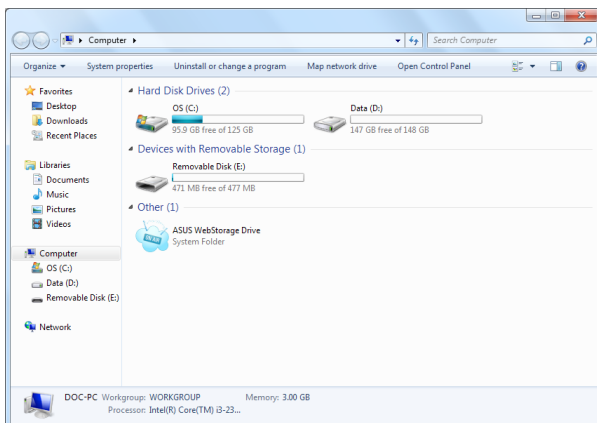 Computer
Search Computer
Organize
System properties
Uninstall or change a program
Map network drive
Open Control Panel
Favorites
Desktop
Downloads
Recent Places
Libraries
Documents
Music
Pictures
Videos
Computer
OS (C:)
Data (D:)
Removable Disk (E:)
Network
Hard Disk Drives (2)
OS (C:)
95.9 GB free of 125 GB
Data (D:)
147 GB free of 148 GB
Devices with Removable Storage (1)
Removable Disk (E:)
471 MB free of 477 MB
Other (1)
ASUS WebStorage Drive
System Folder
DOC-PC Workgroup: WORKGROUP Memory: 3.00 GB
Processor: Intel(R) Core(TM) i3-23...